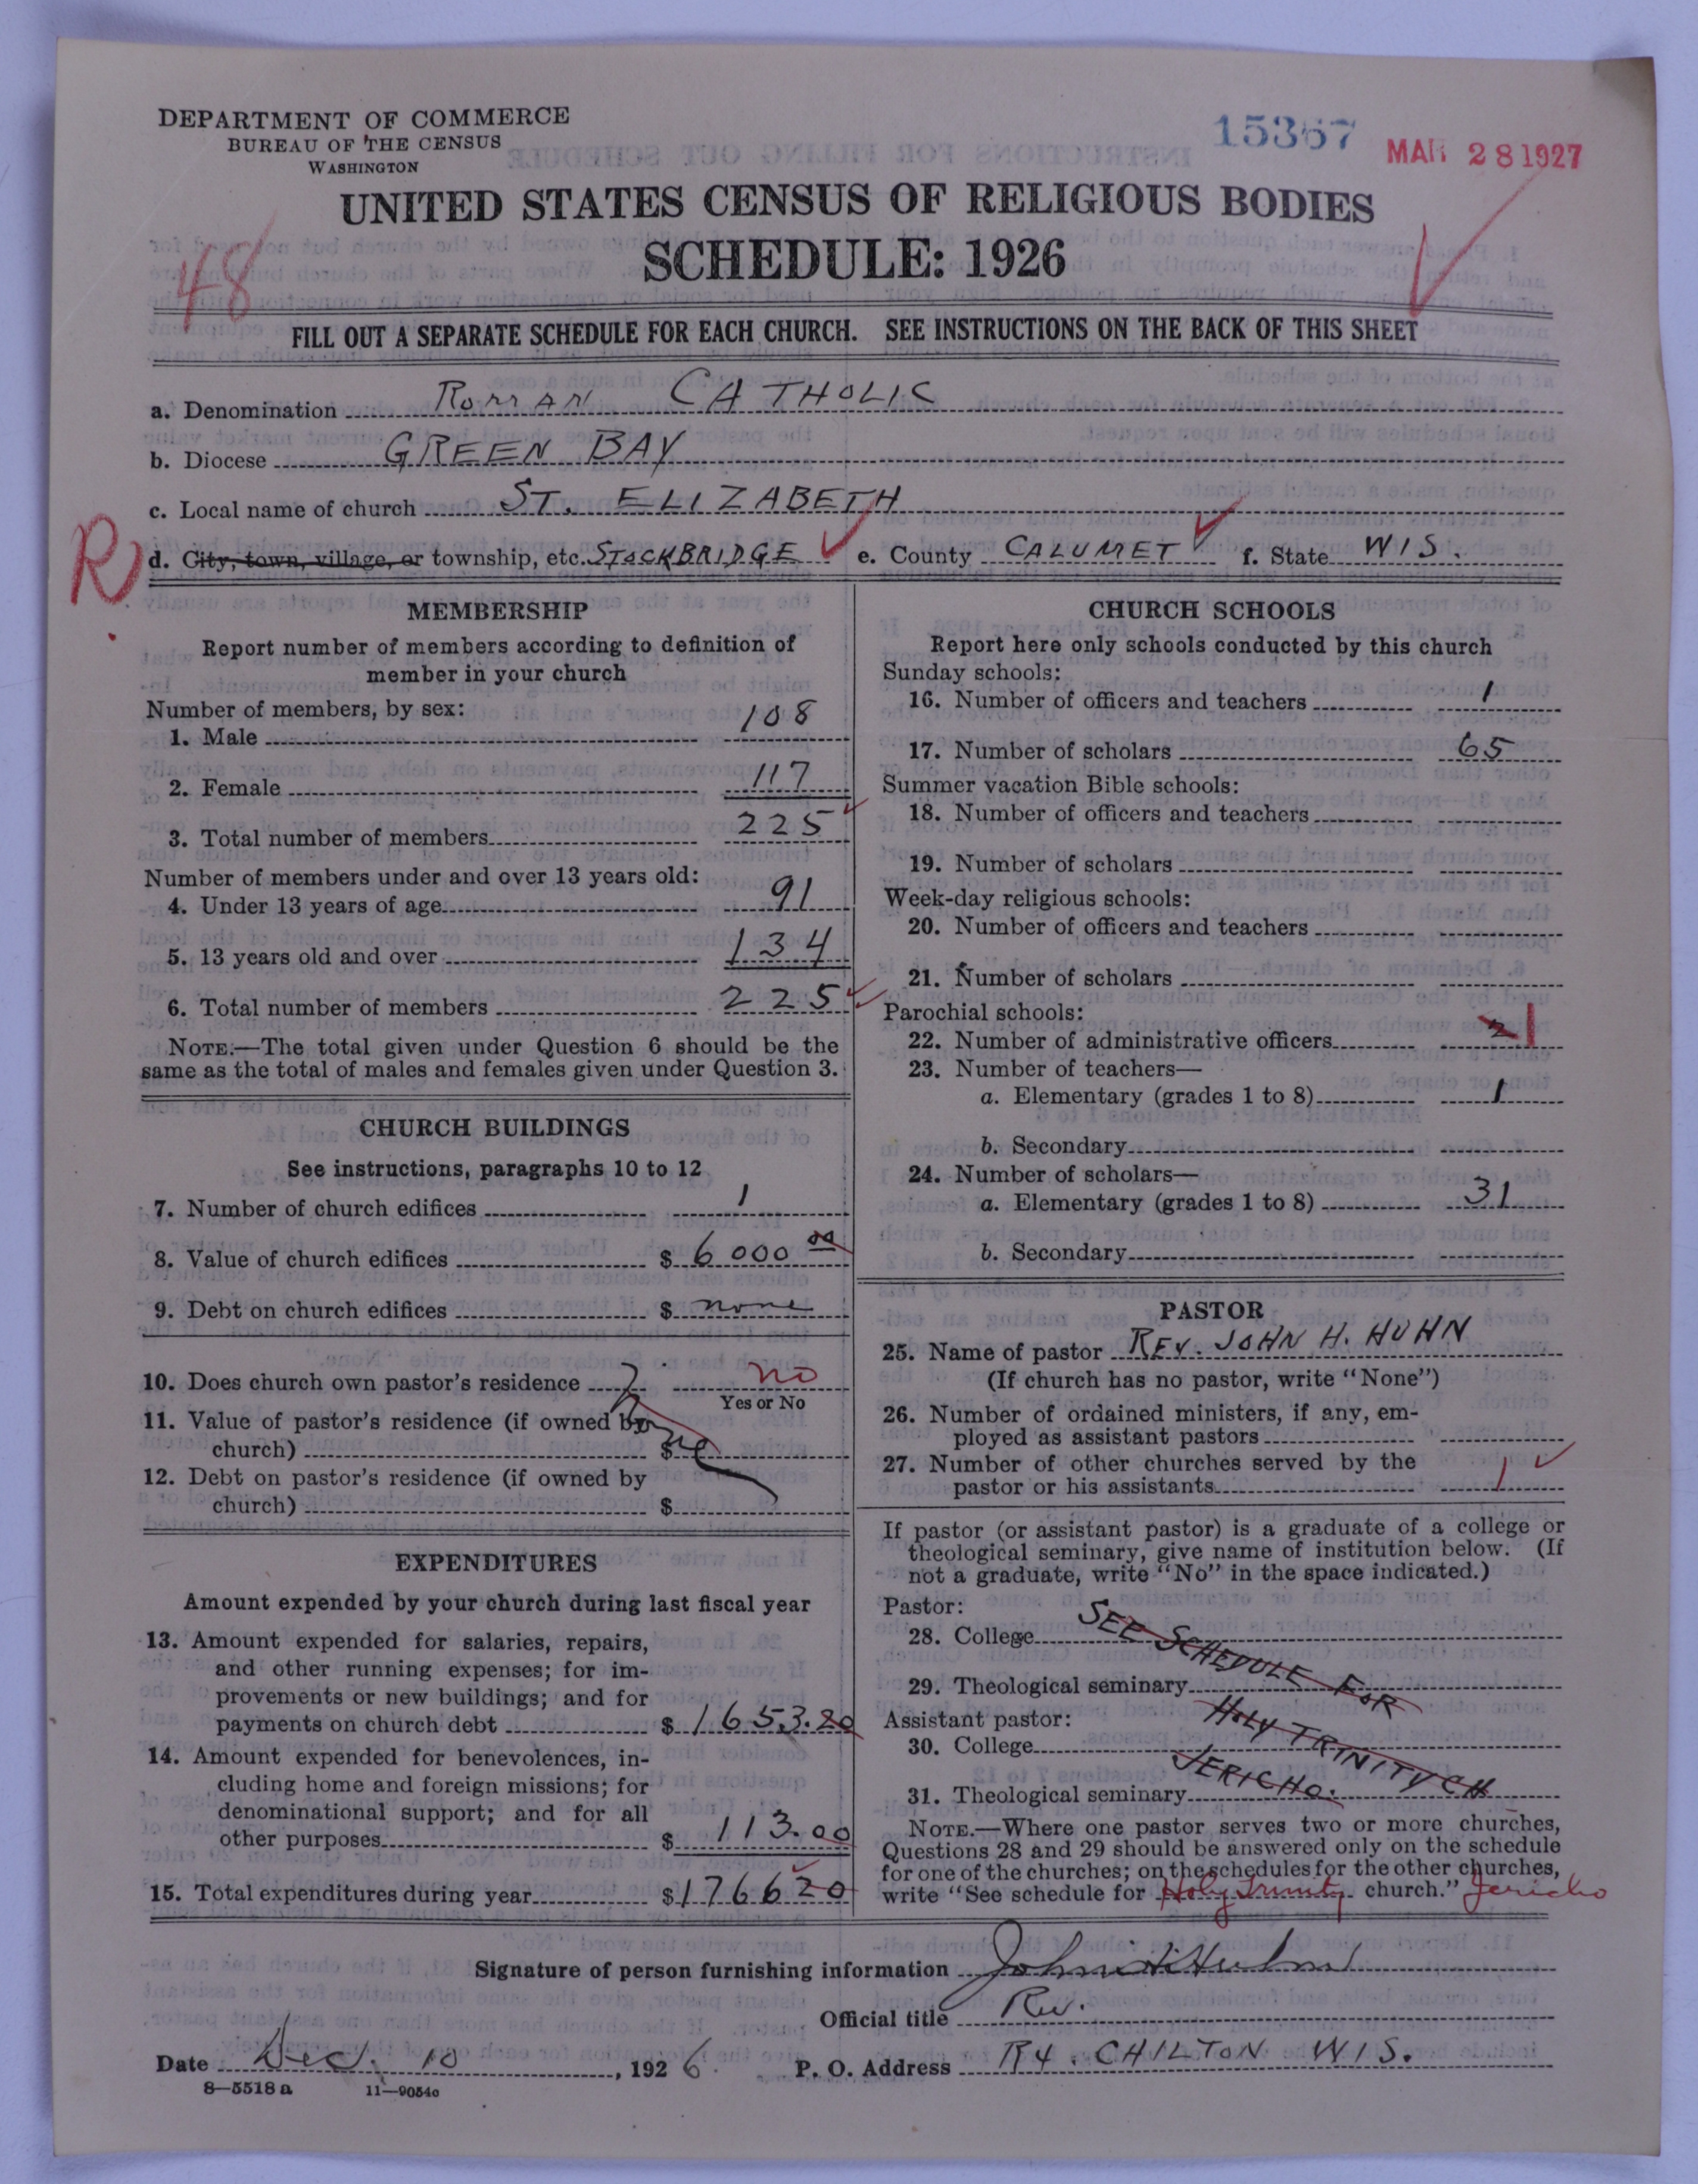 DEPARTMENT OF COMMERCE
BUREAU OF THE CENSUS
WASHINGTON
15367
MAR 28 1927
UNITED STATES CENSUS OF RELIGIOUS BODIES
SCHEDULE: 1926
48
FILL OUT A SEPARATE SCHEDULE FOR EACH CHURCH. SEE INSTRUCTIONS ON THE BACK OF THIS SHEET
a. Denomination ROMAN CATHOLIC
b. Diocese GREEN BAY
c. Local name of church ST. ELIZABETH
R d. City, town, village, or township, etc. STOCKBRIDGE e. County CALUMET f. State WIS.
MEMBERSHIP
Report number of members according to definition of
member in your church
Number of members, by sex:
1. Male 108
2. Female 117
3. Total number of members 225
Number of members under and over 13 years old:
4. Under 13 years of age 91
5. 13 years old and over 134
6. Total number of members 225
NOTE.—The total given under Question 6 should be the
same as the total of males and females given under Question 3.
CHURCH BUILDINGS
See instructions, paragraphs 10 to 12
7. Number of church edifices 1
8. Value of church edifices $ 6000 00
9. Debt on church edifices $ none
10. Does church own pastor's residence ? no
Yes or No
11. Value of pastor's residence (if owned by
church) $
12. Debt on pastor's residence (if owned by
church) $
EXPENDITURES
Amount expended by your church during last fiscal year
13. Amount expended for salaries, repairs,
and other running expenses; for im-
provements or new buildings; and for
payments on church debt $ 1653.20
14. Amount expended for benevolences, in-
cluding home and foreign missions; for
denominational support; and for all
other purposes $ 113.00
15. Total expenditures during year $ 1766 20
CHURCH SCHOOLS
Report here only schools conducted by this church
Sunday schools:
16. Number of officers and teachers 1
17. Number of scholars 65
Summer vacation Bible schools:
18. Number of officers and teachers
19. Number of scholars
Week-day religious schools:
20. Number of officers and teachers
21. Number of scholars
Parochial schools:
22. Number of administrative officers 2 1
23. Number of teachers—
a. Elementary (grades 1 to 8) 1
b. Secondary
24. Number of scholars—
a. Elementary (grades 1 to 8) 31
b. Secondary
PASTOR
25. Name of pastor REV. JOHN H. HUHN
(If church has no pastor, write "None")
26. Number of ordained ministers, if any, em-
ployed as assistant pastors
27. Number of other churches served by the
pastor or his assistants 1
If pastor (or assistant pastor) is a graduate of a college or
theological seminary, give name of institution below. (If
not a graduate, write "No" in the space indicated.)
Pastor:
28. College
SEE SCHEDULE FOR
29. Theological seminary
HOLY TRINITY CH
Assistant pastor:
30. College
JERICHO.
31. Theological seminary
NOTE.—Where one pastor serves two or more churches,
Questions 28 and 29 should be answered only on the schedule
for one of the churches; on the schedules for the other churches,
write "See schedule for Holy Trinity church." Jericho
Signature of person furnishing information John H Huhn
Official title Rev.
Date Dec. 10, 1926 P. O. Address R4. CHILTON WIS.
8—5518 a 11—9054c